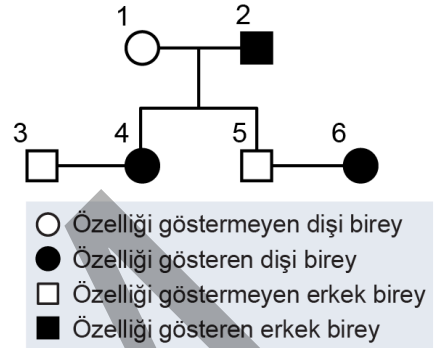 1 2
3 4 5 6
Özelliği göstermeyen dişi birey
Özelliği gösteren dişi birey
Özelliği göstermeyen erkek birey
Özelliği gösteren erkek birey